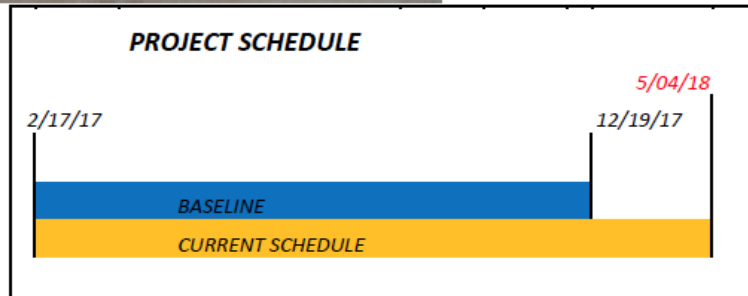 PROJECT SCHEDULE
5/04/18
2/17/17
12/19/17
BASELINE
CURRENT SCHEDULE